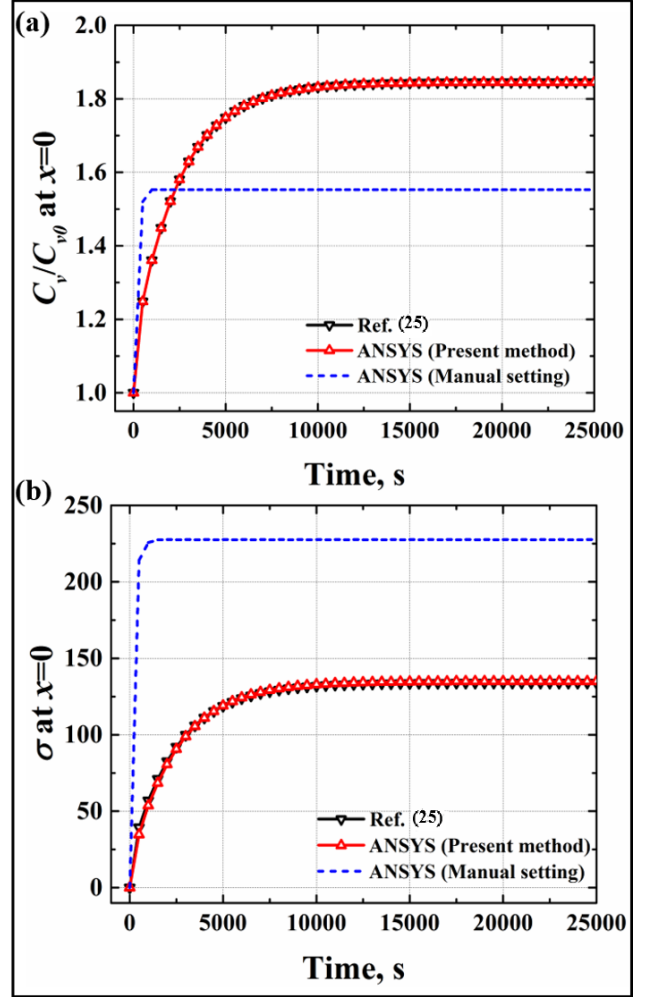 (a)
2.0
1.8
1.6
1.4
1.2
1.0
Cv/Cv0 at x=0
Ref. (25)
ANSYS (Present method)
ANSYS (Manual setting)
0 5000 10000 15000 20000 25000
Time, s
(b)
250
200
150
100
50
0
σ at x=0
Ref. (25)
ANSYS (Present method)
ANSYS (Manual setting)
0 5000 10000 15000 20000 25000
Time, s